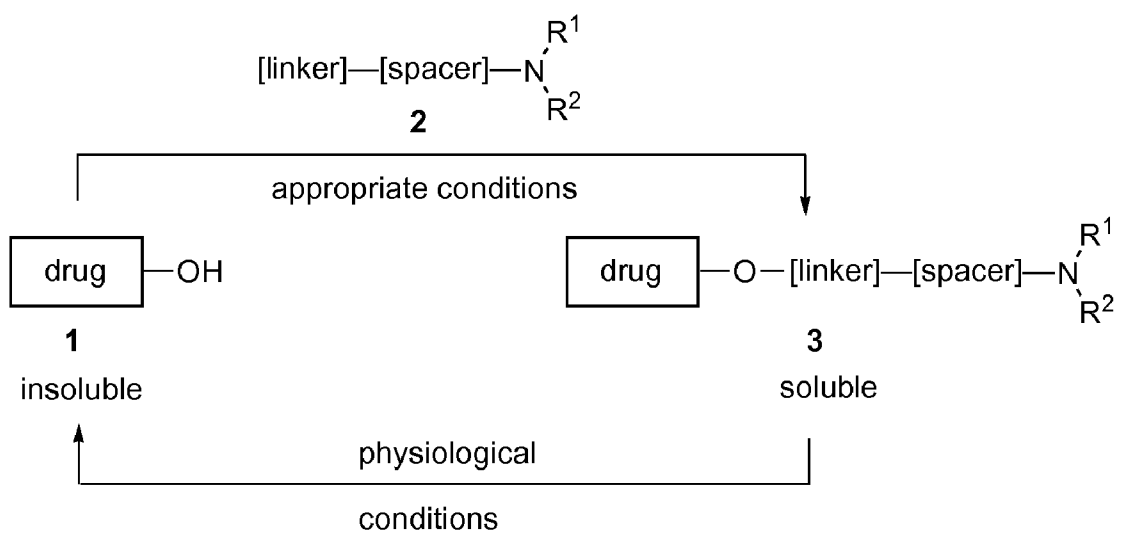 R¹
[linker]—[spacer]—N
R²
2
appropriate conditions
drug —OH
drug —O—[linker]—[spacer]—N
R¹
R²
1
3
insoluble
soluble
physiological
conditions